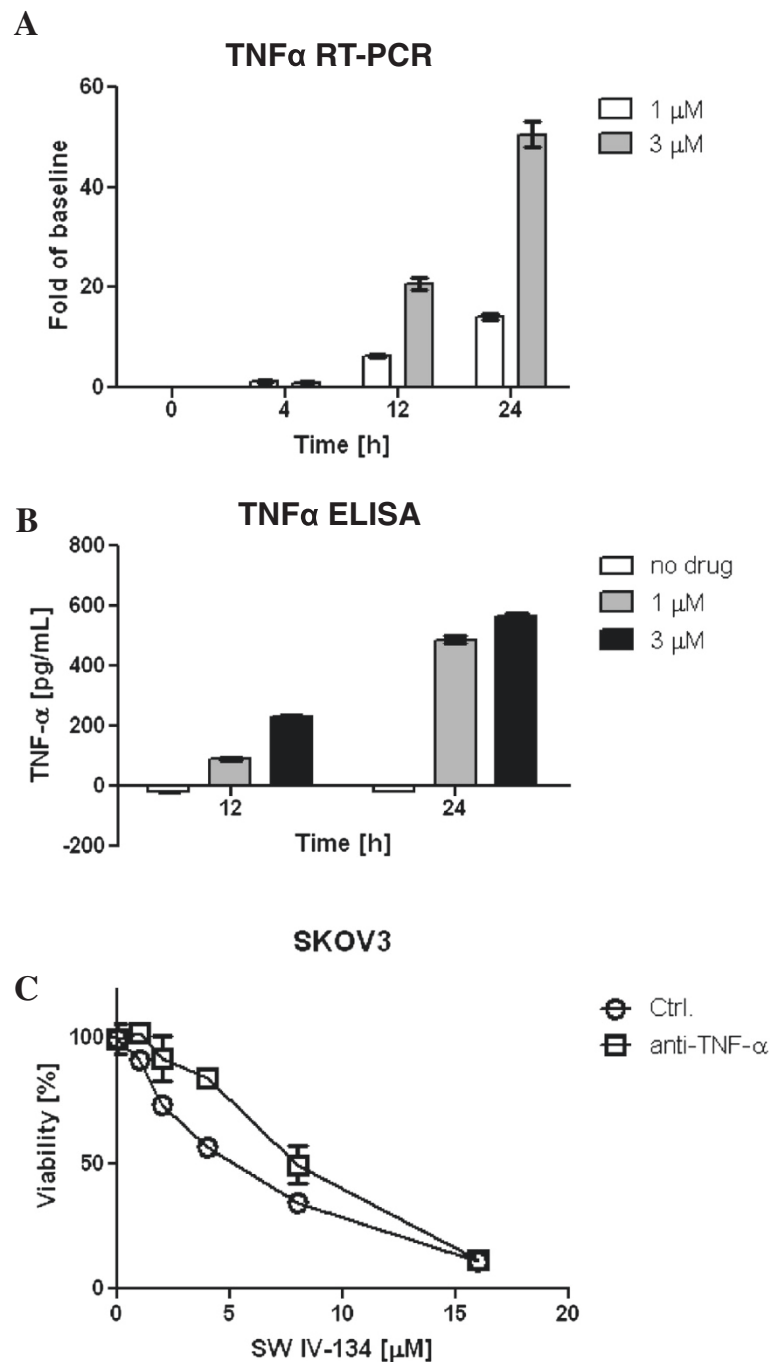 A
TNFα RT-PCR
60
40
20
0
Fold of baseline
0 4 12 24
Time [h]
1 µM
3 µM
B
TNFα ELISA
800
600
400
200
0
-200
TNF-α [pg/mL]
12 24
Time [h]
no drug
1 µM
3 µM
SKOV3
C
100
50
0
Viability [%]
0 5 10 15 20
SW IV-134 [µM]
Ctrl.
anti-TNF-α